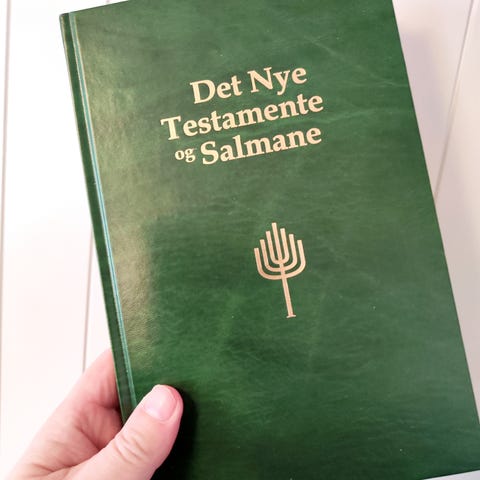 Det Nye
Testamente
og Salmane